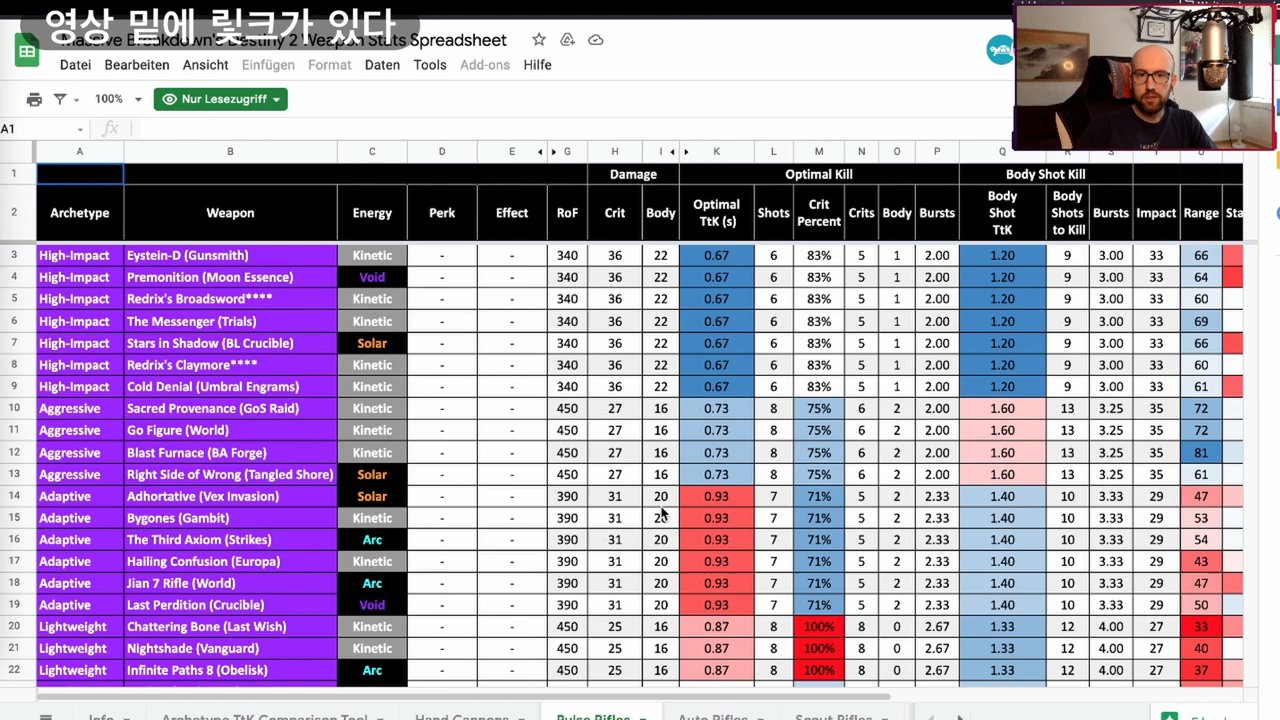 영상 밑에 맃크가 있다
Massive Breakdown's Destiny 2 Weapon Stats Spreadsheet
Datei Bearbeiten Ansicht Einfügen Format Daten Tools Add-ons Hilfe
100% Nur Lesezugriff
A1 fx
A B C D E G H I K L M N O P Q R S T U
1 Damage Optimal Kill Body Shot Kill
2 Archetype Weapon Energy Perk Effect RoF Crit Body Optimal TtK (s) Shots Crit Percent Crits Body Bursts Body Shot TtK Body Shots to Kill Bursts Impact Range Sta
3 High-Impact Eystein-D (Gunsmith) Kinetic - - 340 36 22 0.67 6 83% 5 1 2.00 1.20 9 3.00 33 66
4 High-Impact Premonition (Moon Essence) Void - - 340 36 22 0.67 6 83% 5 1 2.00 1.20 9 3.00 33 64
5 High-Impact Redrix's Broadsword**** Kinetic - - 340 36 22 0.67 6 83% 5 1 2.00 1.20 9 3.00 33 60
6 High-Impact The Messenger (Trials) Kinetic - - 340 36 22 0.67 6 83% 5 1 2.00 1.20 9 3.00 33 69
7 High-Impact Stars in Shadow (BL Crucible) Solar - - 340 36 22 0.67 6 83% 5 1 2.00 1.20 9 3.00 33 66
8 High-Impact Redrix's Claymore**** Kinetic - - 340 36 22 0.67 6 83% 5 1 2.00 1.20 9 3.00 33 60
9 High-Impact Cold Denial (Umbral Engrams) Kinetic - - 340 36 22 0.67 6 83% 5 1 2.00 1.20 9 3.00 33 61
10 Aggressive Sacred Provenance (GoS Raid) Kinetic - - 450 27 16 0.73 8 75% 6 2 2.00 1.60 13 3.25 35 72
11 Aggressive Go Figure (World) Kinetic - - 450 27 16 0.73 8 75% 6 2 2.00 1.60 13 3.25 35 72
12 Aggressive Blast Furnace (BA Forge) Kinetic - - 450 27 16 0.73 8 75% 6 2 2.00 1.60 13 3.25 35 81
13 Aggressive Right Side of Wrong (Tangled Shore) Solar - - 450 27 16 0.73 8 75% 6 2 2.00 1.60 13 3.25 35 61
14 Adaptive Adhortative (Vex Invasion) Solar - - 390 31 20 0.93 7 71% 5 2 2.33 1.40 10 3.33 29 47
15 Adaptive Bygones (Gambit) Kinetic - - 390 31 20 0.93 7 71% 5 2 2.33 1.40 10 3.33 29 53
16 Adaptive The Third Axiom (Strikes) Arc - - 390 31 20 0.93 7 71% 5 2 2.33 1.40 10 3.33 29 54
17 Adaptive Hailing Confusion (Europa) Kinetic - - 390 31 20 0.93 7 71% 5 2 2.33 1.40 10 3.33 29 43
18 Adaptive Jian 7 Rifle (World) Arc - - 390 31 20 0.93 7 71% 5 2 2.33 1.40 10 3.33 29 47
19 Adaptive Last Perdition (Crucible) Void - - 390 31 20 0.93 7 71% 5 2 2.33 1.40 10 3.33 29 50
20 Lightweight Chattering Bone (Last Wish) Kinetic - - 450 25 16 0.87 8 100% 8 0 2.67 1.33 12 4.00 27 33
21 Lightweight Nightshade (Vanguard) Kinetic - - 450 25 16 0.87 8 100% 8 0 2.67 1.33 12 4.00 27 40
22 Lightweight Infinite Paths 8 (Obelisk) Arc - - 450 25 16 0.87 8 100% 8 0 2.67 1.33 12 4.00 27 37
Info Archetype TtK Comparison Tool Hand Cannons Pulse Rifles Auto Rifles Scout Rifles